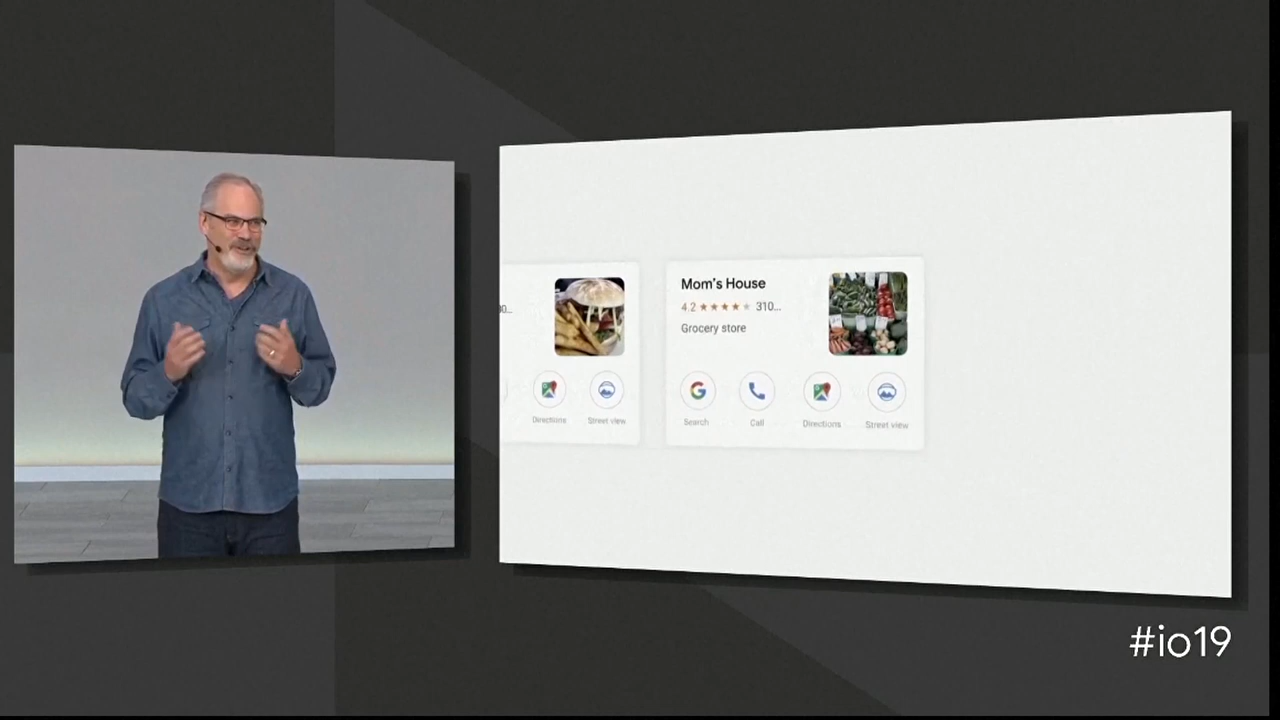 Mom's House
4.2 ★★★★★ 310...
Grocery store
Directions Street view
Search Call Directions Street view
#io19